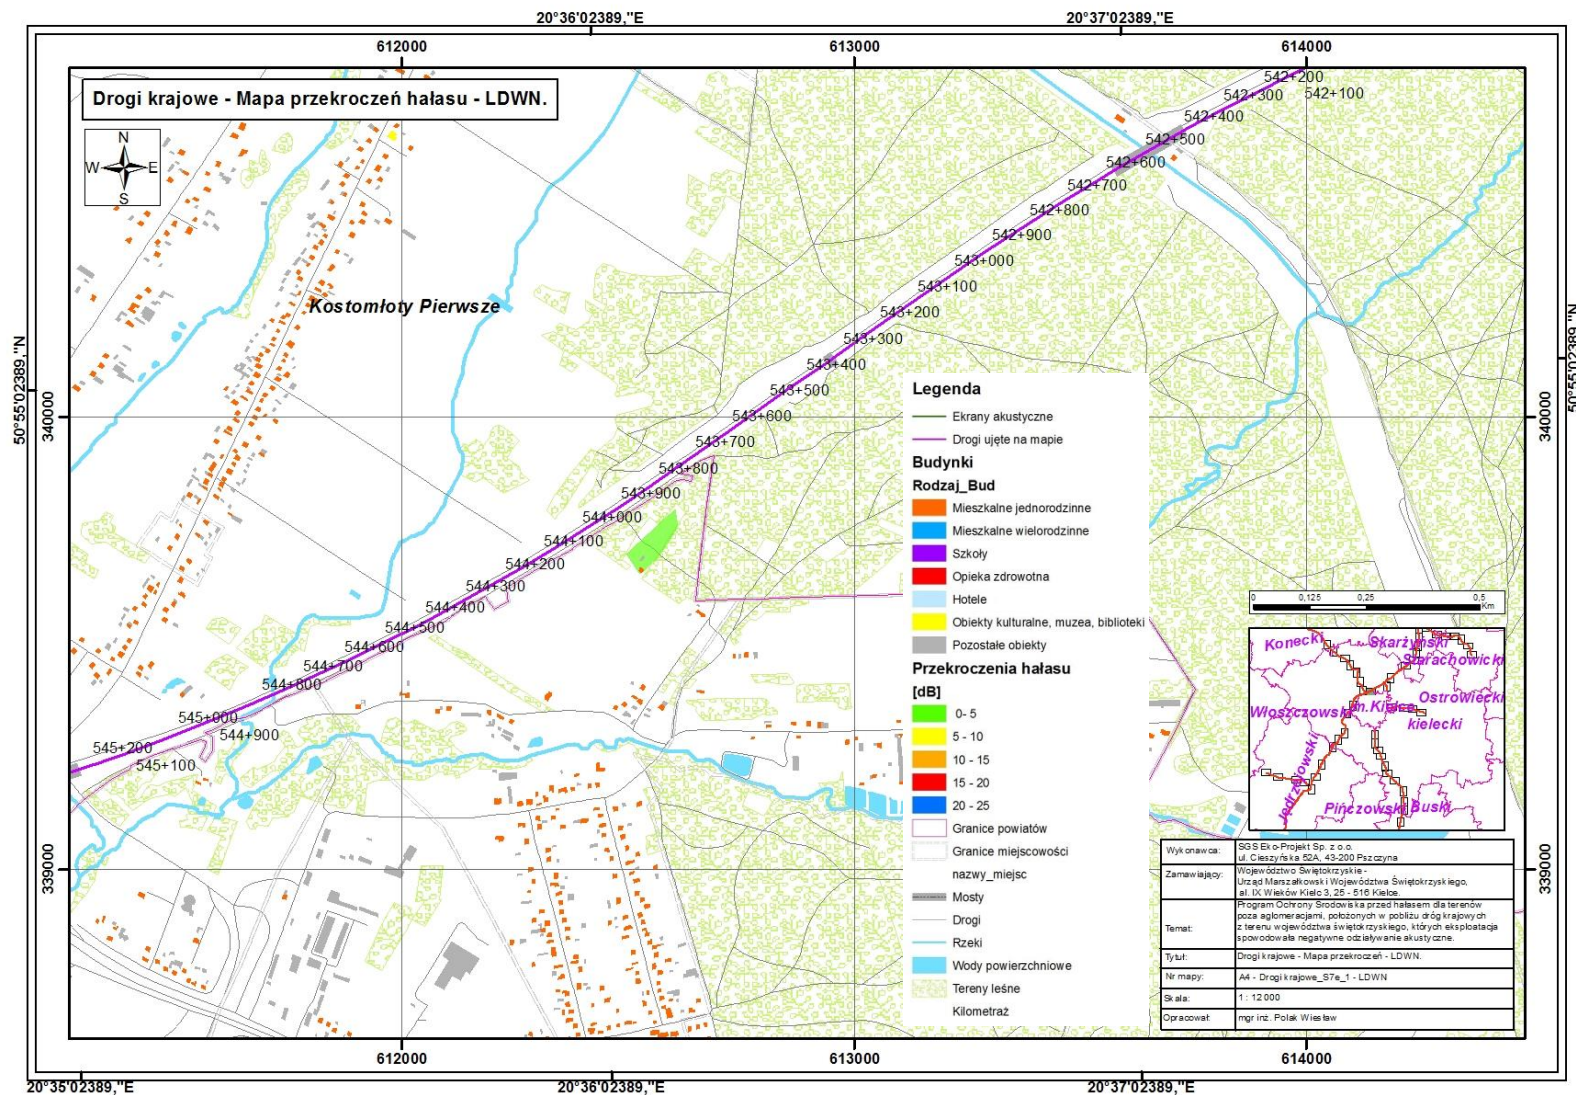 20°36'02389,"E
20°37'02389,"E
612000
613000
614000
Drogi krajowe - Mapa przekroczeń hałasu - LDWN.
N
W
E
S
Kostomłoty Pierwsze
50°55'02389,"N
340000
339000
542+200
542+100
542+300
542+400
542+500
542+600
542+700
542+800
542+900
543+000
543+100
543+200
543+300
543+400
543+500
543+600
543+700
543+800
543+900
544+000
544+100
544+200
544+300
544+400
544+500
544+600
544+700
544+800
545+000
544+900
545+200
545+100
Legenda
Ekrany akustyczne
Drogi ujęte na mapie
Budynki
Rodzaj_Bud
Mieszkalne jednorodzinne
Mieszkalne wielorodzinne
Szkoły
Opieka zdrowotna
Hotele
Obiekty kulturalne, muzea, biblioteki
Pozostałe obiekty
Przekroczenia hałasu
[dB]
0- 5
5 - 10
10 - 15
15 - 20
20 - 25
Granice powiatów
Granice miejscowości
nazwy_miejsc
Mosty
Drogi
Rzeki
Wody powierzchniowe
Tereny leśne
Kilometraż
0 0,125 0,25 0,5
Km
Konecki
Skarżyski
Starachowicki
Ostrowiecki
Włoszczowski
m.Kielce
kielecki
Jędrzejowski
Pińczowski
Buski
Wykonawca: SGS Eko-Projekt Sp. z o.o.
ul. Cieszyńska 52A, 43-200 Pszczyna
Zamawiający: Województwo Świętokrzyskie -
Urząd Marszałkowski Województwa Świętokrzyskiego,
al. IX Wieków Kielc 3, 25 - 516 Kielce.
Temat: Program Ochrony Środowiska przed hałasem dla terenów
poza aglomeracjami, położonych w pobliżu dróg krajowych
z terenu województwa świętokrzyskiego, których eksploatacja
spowodowała negatywne odziaływanie akustyczne.
Tytuł: Drogi krajowe - Mapa przekroczeń - LDWN.
Nr mapy: A4 - Drogi krajowe_S7e_1 - LDWN
Skala: 1 : 12 000
Opracował: mgr inż. Polak Wiesław
50°55'02389,"N
340000
339000
612000
613000
614000
20°35'02389,"E
20°36'02389,"E
20°37'02389,"E